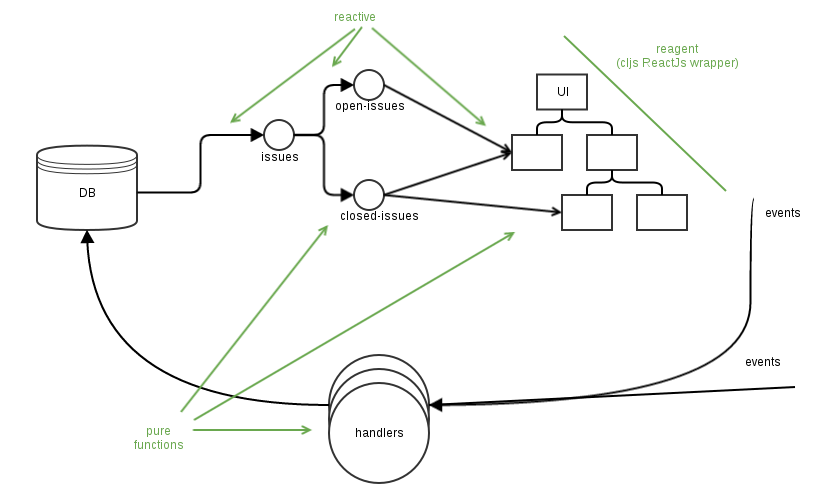 reactive
reagent
(cljs ReactJs wrapper)
UI
open-issues
issues
DB
closed-issues
events
events
pure
functions
handlers